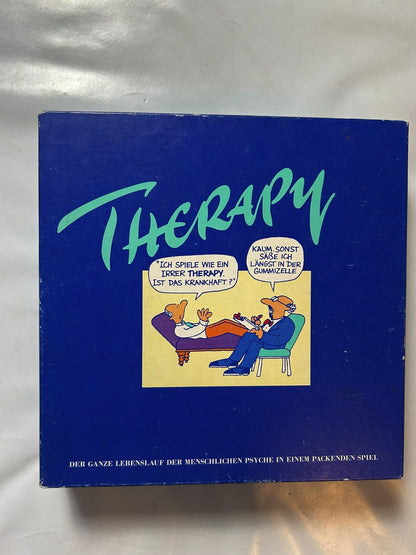 THERAPY
"ICH SPIELE WIE EIN
IRRER THERAPY.
IST DAS KRANKHAFT?"
KAUM, SONST
SÄßE ICH
LÄNGST IN DER
GUMMIZELLE
DER GANZE LEBENSLAUF DER MENSCHLICHEN PSYCHE IN EINEM PACKENDEN SPIEL